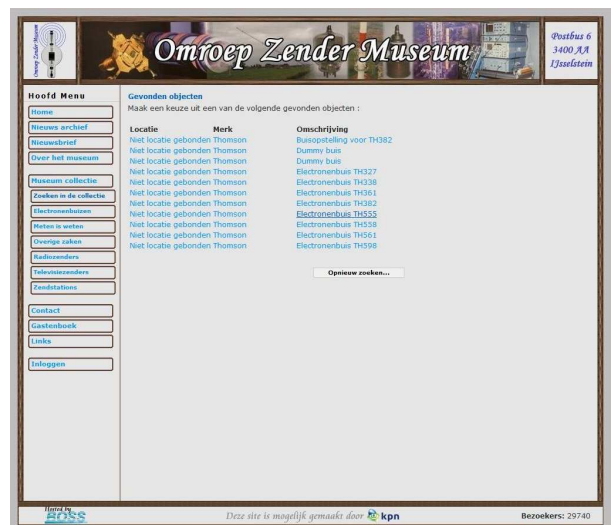 Omroep Zender Museum
Omroep Zender Museum
Postbus 6
3400 AA
IJsselstein
Hoofd Menu
Home
Nieuws archief
Nieuwsbrief
Over het museum
Museum collectie
Zoeken in de collectie
Electronenbuizen
Meten is weten
Overige zaken
Radiozenders
Televisiezenders
Zendstations
Contact
Gastenboek
Links
Inloggen
Gevonden objecten
Maak een keuze uit een van de volgende gevonden objecten :
Locatie Merk Omschrijving
Niet locatie gebonden Thomson Buisopstelling voor TH382
Niet locatie gebonden Thomson Dummy buis
Niet locatie gebonden Thomson Dummy buis
Niet locatie gebonden Thomson Electronenbuis TH327
Niet locatie gebonden Thomson Electronenbuis TH338
Niet locatie gebonden Thomson Electronenbuis TH361
Niet locatie gebonden Thomson Electronenbuis TH382
Niet locatie gebonden Thomson Electronenbuis TH555
Niet locatie gebonden Thomson Electronenbuis TH558
Niet locatie gebonden Thomson Electronenbuis TH561
Niet locatie gebonden Thomson Electronenbuis TH598
Opnieuw zoeken...
Hosted by
BOSS
Deze site is mogelijk gemaakt door kpn
Bezoekers: 29740